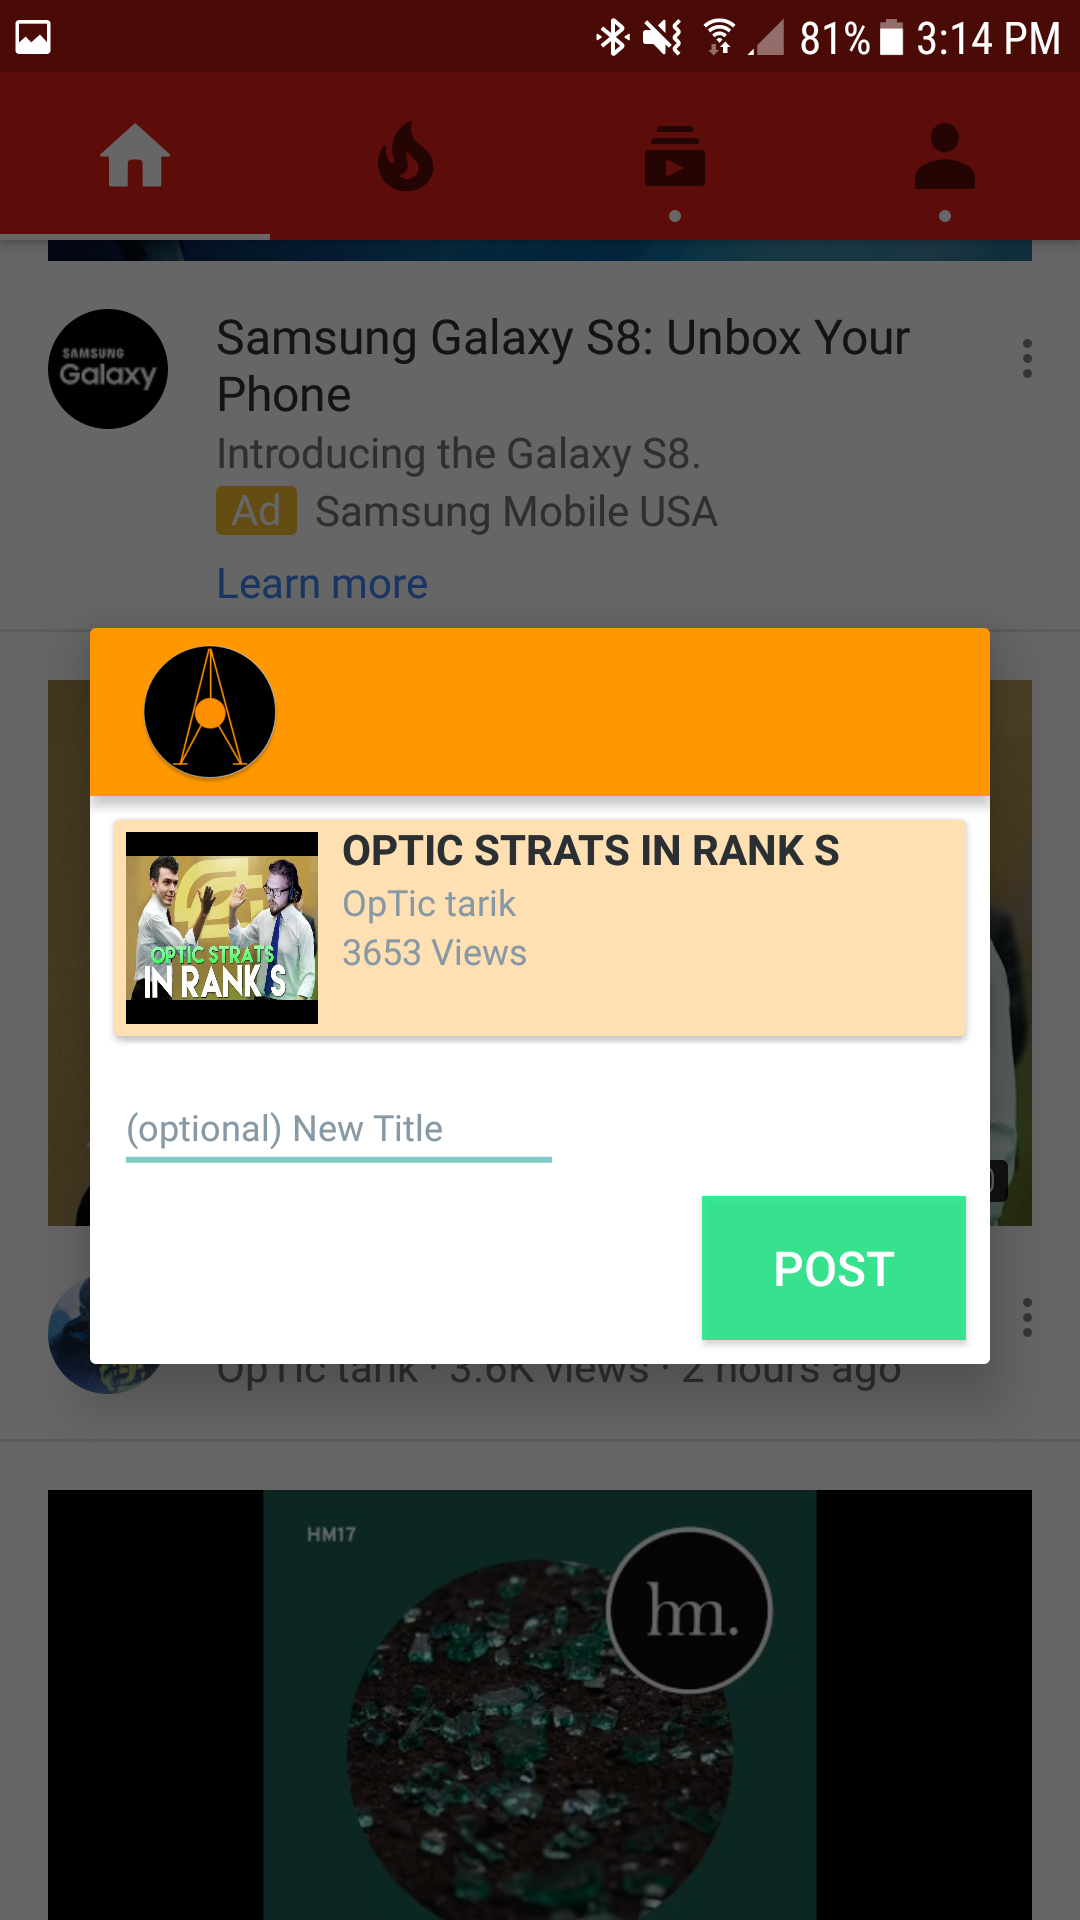 81% 3:14 PM
SAMSUNG
Galaxy
Samsung Galaxy S8: Unbox Your
Phone
Introducing the Galaxy S8.
Ad Samsung Mobile USA
Learn more
OPTIC STRATS IN RANK S
OpTic tarik
3653 Views
OPTIC STRATS
IN RANK S
(optional) New Title
POST
OpTic tarik · 3.6K views · 2 hours ago
HM17
hm.